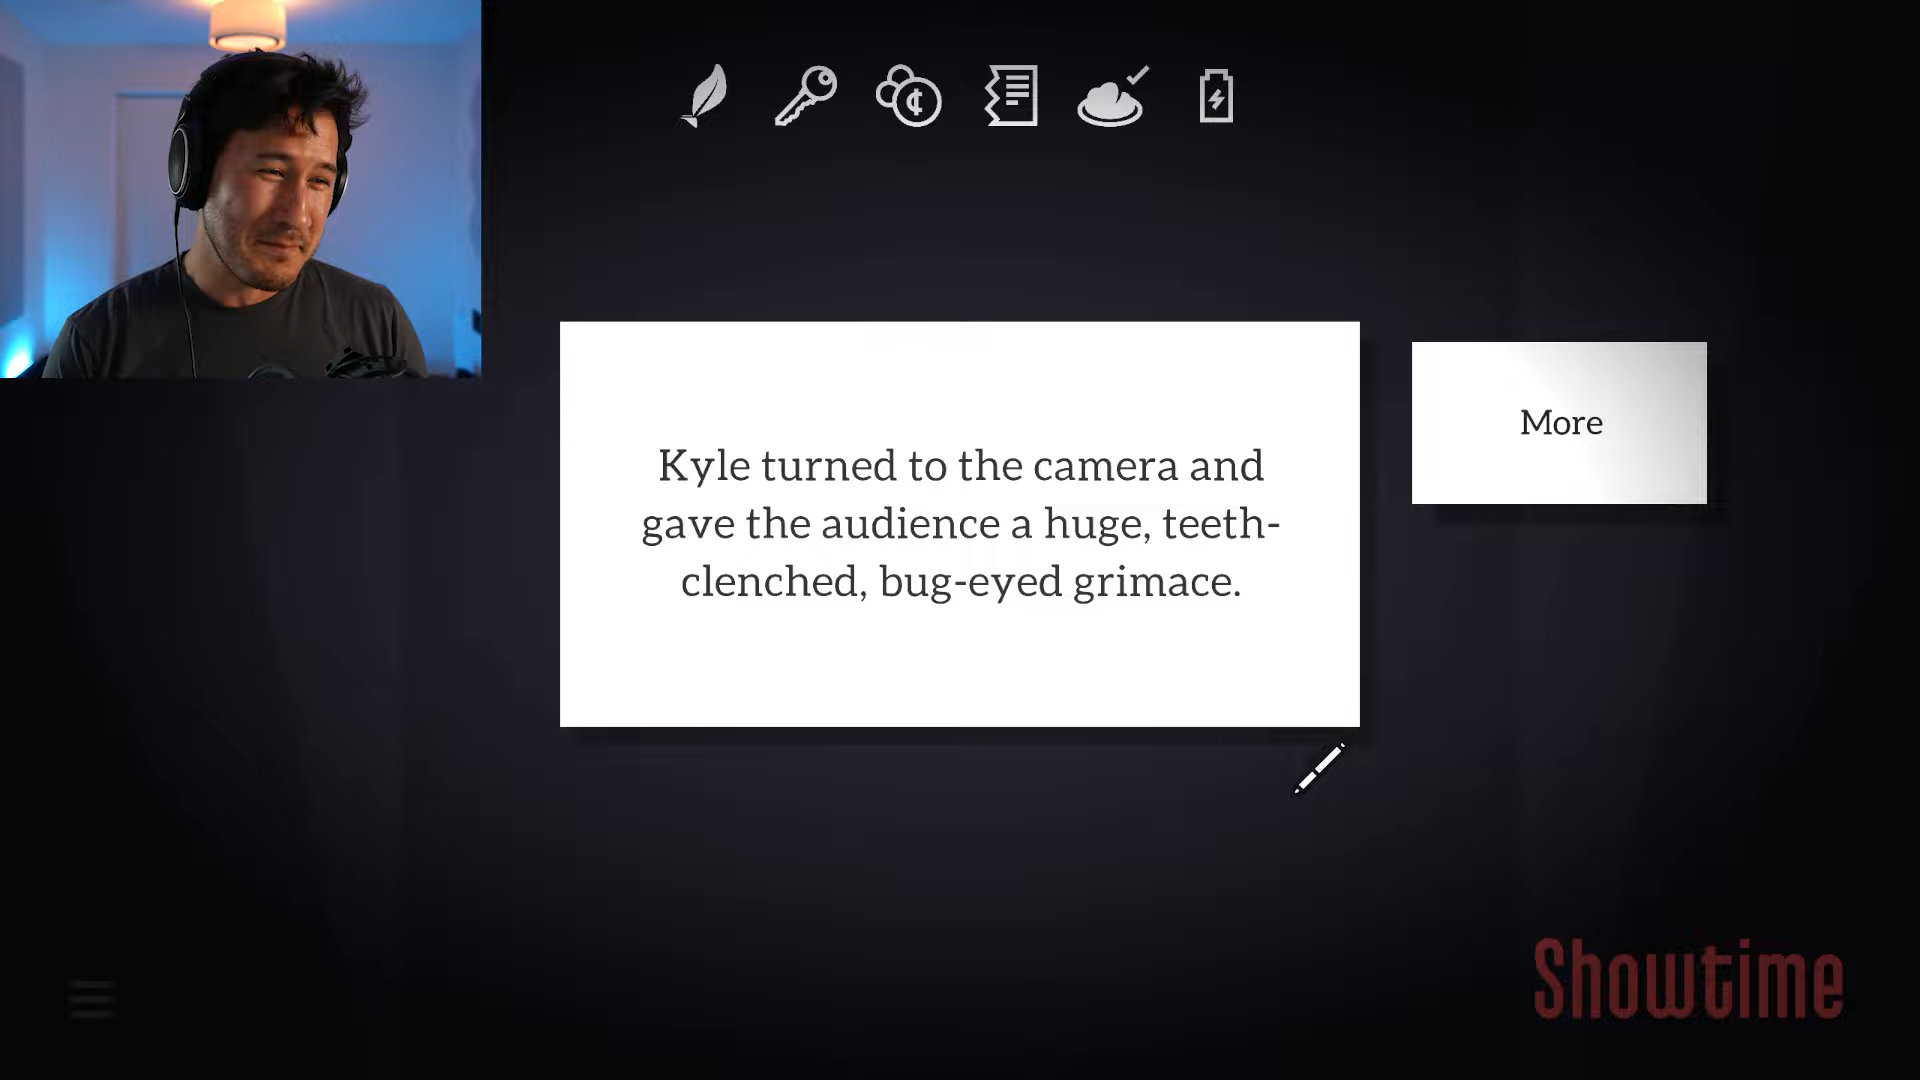 Kyle turned to the camera and
gave the audience a huge, teeth-
clenched, bug-eyed grimace.
More
Showtime